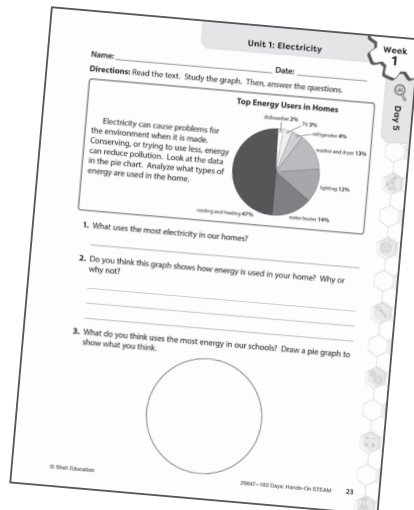 Unit 1: Electricity
Week
1
Day 5
Name:
Date:
Directions: Read the text. Study the graph. Then, answer the questions.
Top Energy Users in Homes
Electricity can cause problems for
the environment when it is made.
Conserving, or trying to use less, energy
can reduce pollution. Look at the data
in the pie chart. Analyze what types of
energy are used in the home.
dishwasher 2%
TV 3%
refrigerator 4%
washer and dryer 13%
lighting 12%
water heater 14%
cooling and heating 47%
1. What uses the most electricity in our homes?
2. Do you think this graph shows how energy is used in your home? Why or
why not?
3. What do you think uses the most energy in our schools? Draw a pie graph to
show what you think.
© Shell Education
29647—180 Days: Hands-On STEAM
23